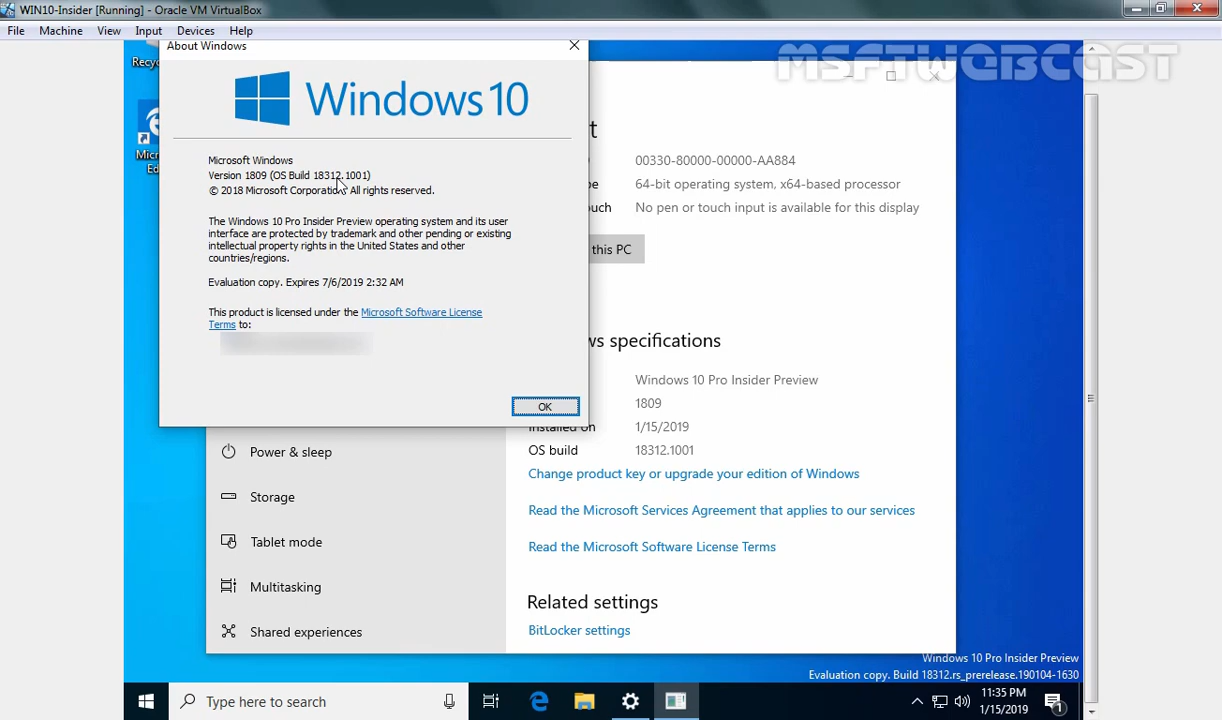 WIN10-Insider [Running] - Oracle VM VirtualBox
File Machine View Input Devices Help
MSFTWEBCAST
About Windows
Windows 10
Microsoft Windows
Version 1809 (OS Build 18312.1001)
© 2018 Microsoft Corporation. All rights reserved.
The Windows 10 Pro Insider Preview operating system and its user
interface are protected by trademark and other pending or existing
intellectual property rights in the United States and other
countries/regions.
Evaluation copy. Expires 7/6/2019 2:32 AM
This product is licensed under the Microsoft Software License
Terms to:
OK
00330-80000-00000-AA884
64-bit operating system, x64-based processor
No pen or touch input is available for this display
this PC
specifications
Windows 10 Pro Insider Preview
1809
Installed on 1/15/2019
OS build 18312.1001
Change product key or upgrade your edition of Windows
Read the Microsoft Services Agreement that applies to our services
Read the Microsoft Software License Terms
Related settings
BitLocker settings
Power & sleep
Storage
Tablet mode
Multitasking
Shared experiences
Windows 10 Pro Insider Preview
Evaluation copy. Build 18312.rs_prerelease.190104-1630
Type here to search
11:35 PM
1/15/2019
1